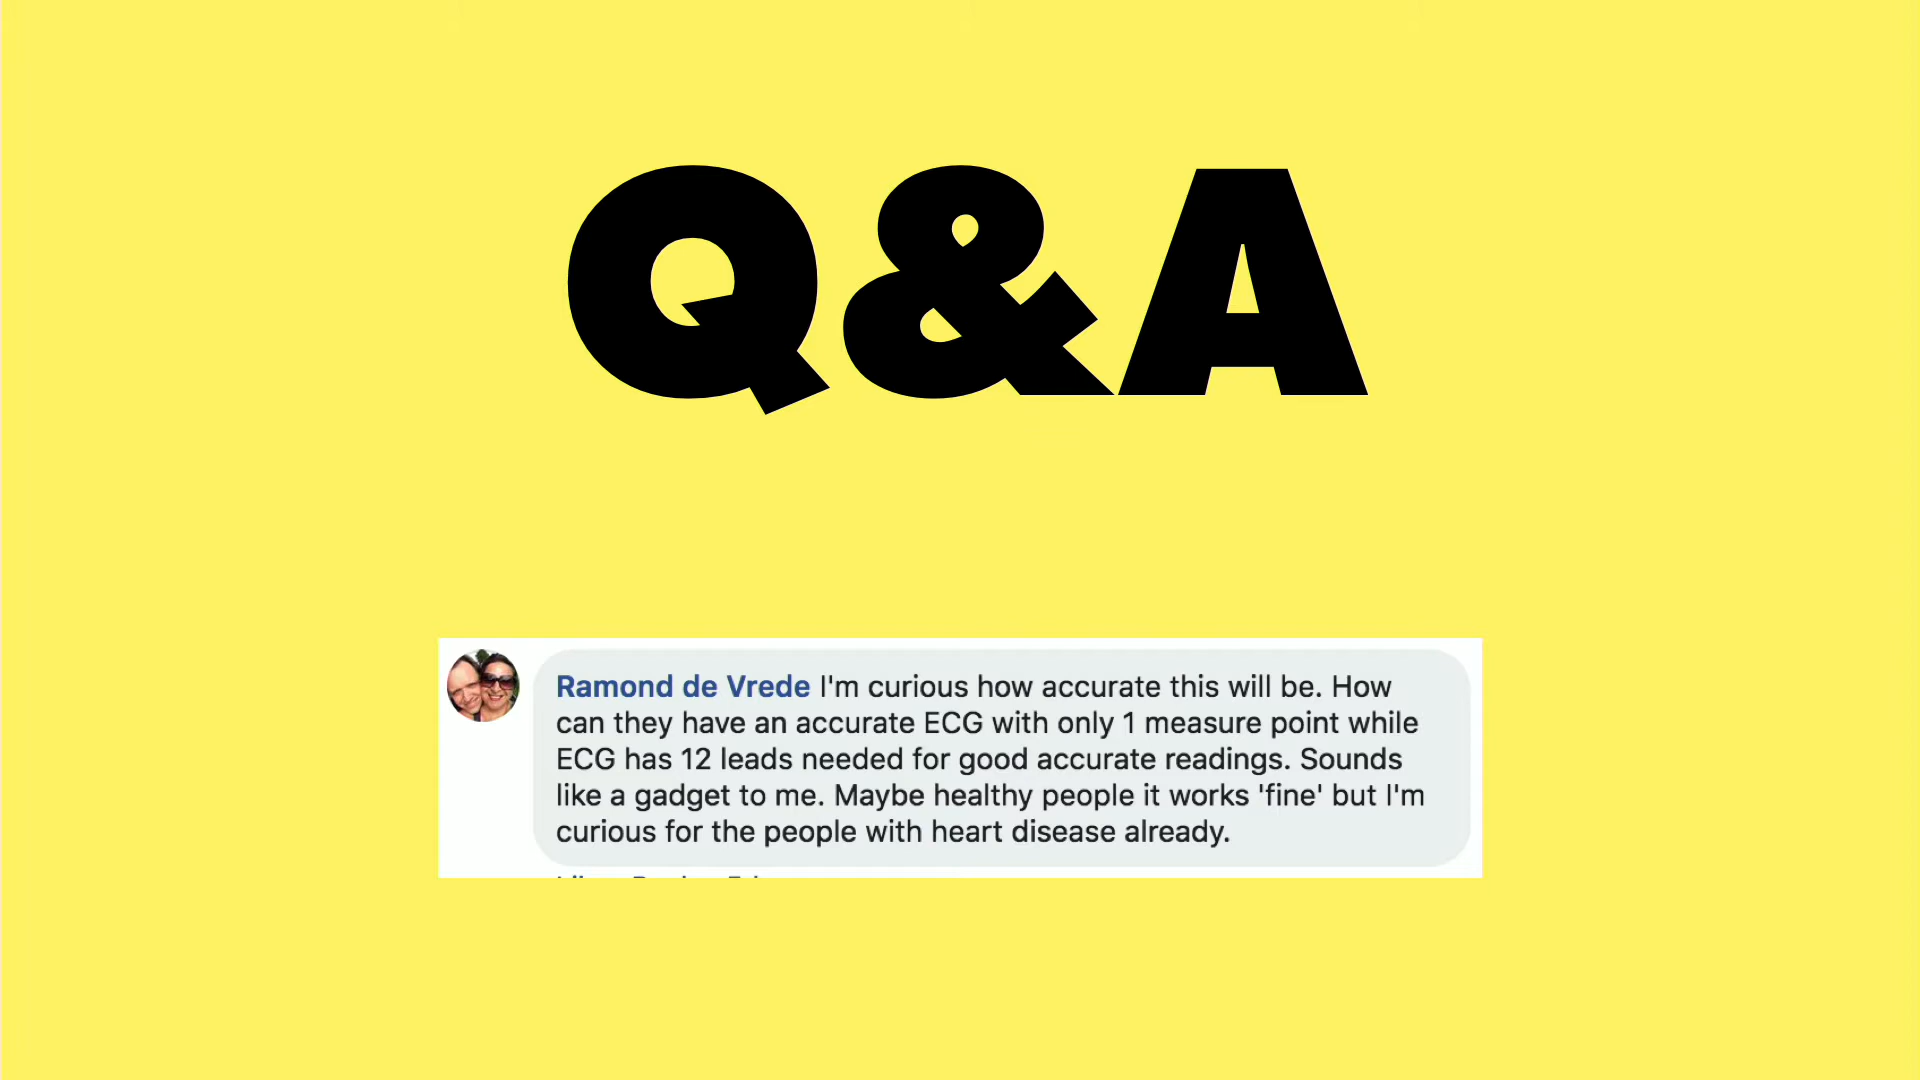 Q&A
Ramond de Vrede I'm curious how accurate this will be. How
can they have an accurate ECG with only 1 measure point while
ECG has 12 leads needed for good accurate readings. Sounds
like a gadget to me. Maybe healthy people it works 'fine' but I'm
curious for the people with heart disease already.